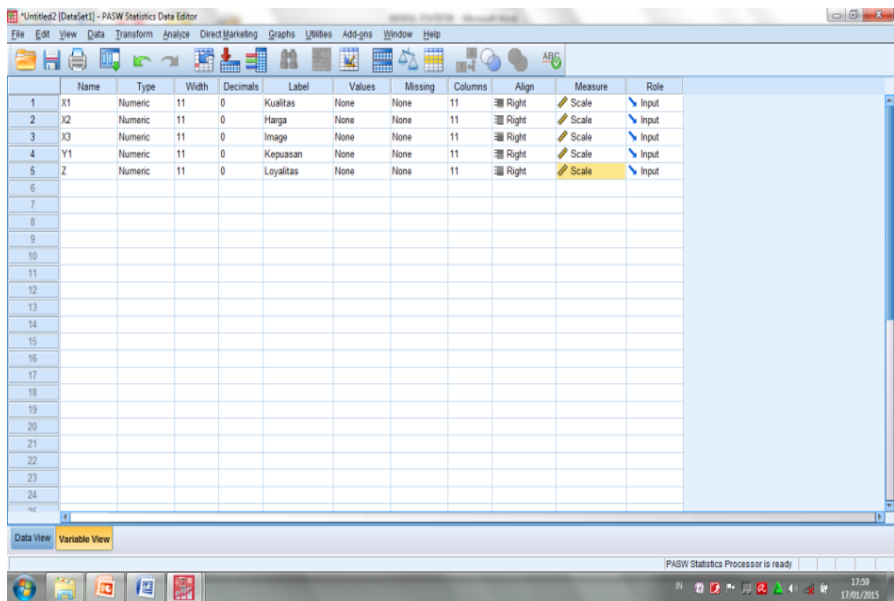 *Untitled2 [DataSet1] - PASW Statistics Data Editor
File Edit View Data Transform Analyze Direct Marketing Graphs Utilities Add-ons Window Help
Name Type Width Decimals Label Values Missing Columns Align Measure Role
1 X1 Numeric 11 0 Kualitas None None 11 Right Scale Input
2 X2 Numeric 11 0 Harga None None 11 Right Scale Input
3 X3 Numeric 11 0 Image None None 11 Right Scale Input
4 Y1 Numeric 11 0 Kepuasan None None 11 Right Scale Input
5 Z Numeric 11 0 Loyalitas None None 11 Right Scale Input
6
7
8
9
10
11
12
13
14
15
16
17
18
19
20
21
22
23
24
Data View Variable View
PASW Statistics Processor is ready
IN 17:59
17/01/2015